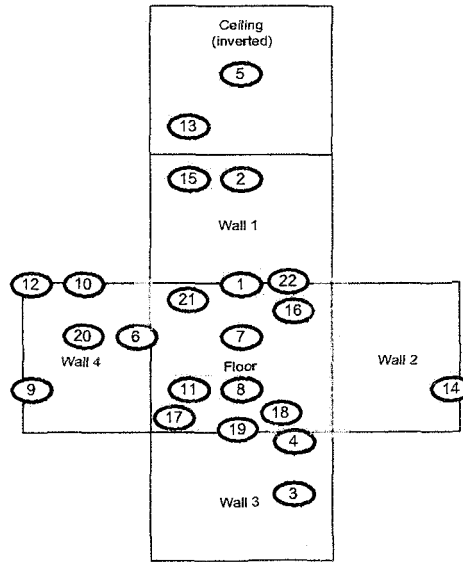 Ceiling
(inverted)
5
13
15 2
Wall 1
12 10 1 22
21 16
20 6 7
Wall 4 Floor Wall 2
9 11 8 14
17 18
19 4
3
Wall 3